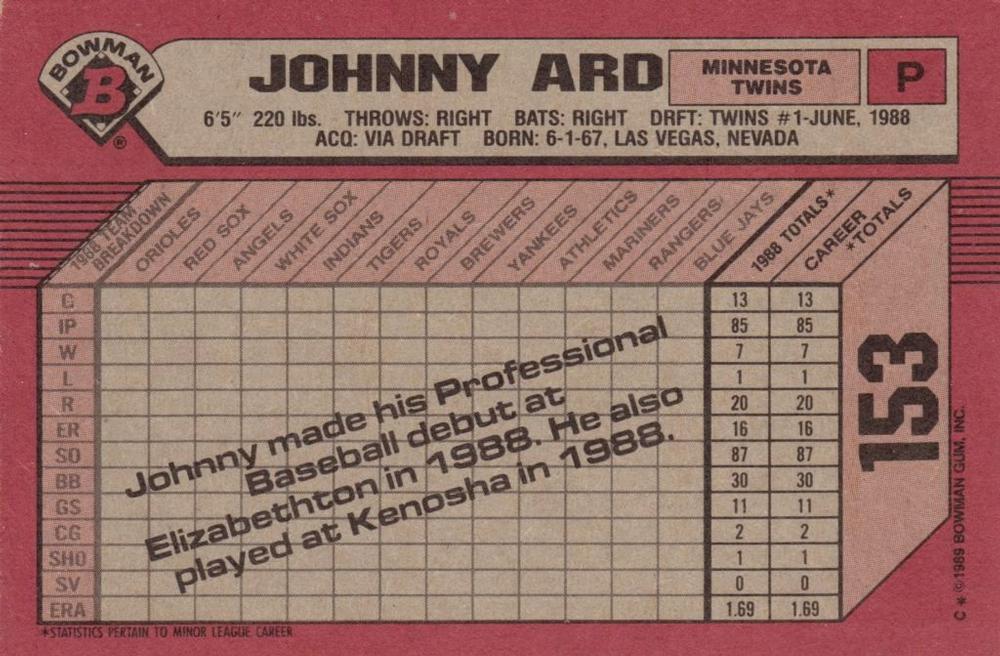 BOWMAN
B
®
JOHNNY ARD
MINNESOTA
TWINS
P
6'5" 220 lbs. THROWS: RIGHT BATS: RIGHT DRFT: TWINS #1-JUNE, 1988
ACQ: VIA DRAFT BORN: 6-1-67, LAS VEGAS, NEVADA
1988 TEAM
BREAKDOWN
ORIOLES
RED SOX
ANGELS
WHITE SOX
INDIANS
TIGERS
ROYALS
BREWERS
YANKEES
ATHLETICS
MARINERS
RANGERS
BLUE JAYS
1988 TOTALS*
CAREER
*TOTALS
G 13 13
IP 85 85
W 7 7
L 1 1
R 20 20
ER 16 16
SO 87 87
BB 30 30
GS 11 11
CG 2 2
SHO 1 1
SV 0 0
ERA 1.69 1.69
Johnny made his Professional
Baseball debut at
Elizabethton in 1988. He also
played at Kenosha in 1988.
153
C * © 1989 BOWMAN GUM, INC.
*STATISTICS PERTAIN TO MINOR LEAGUE CAREER